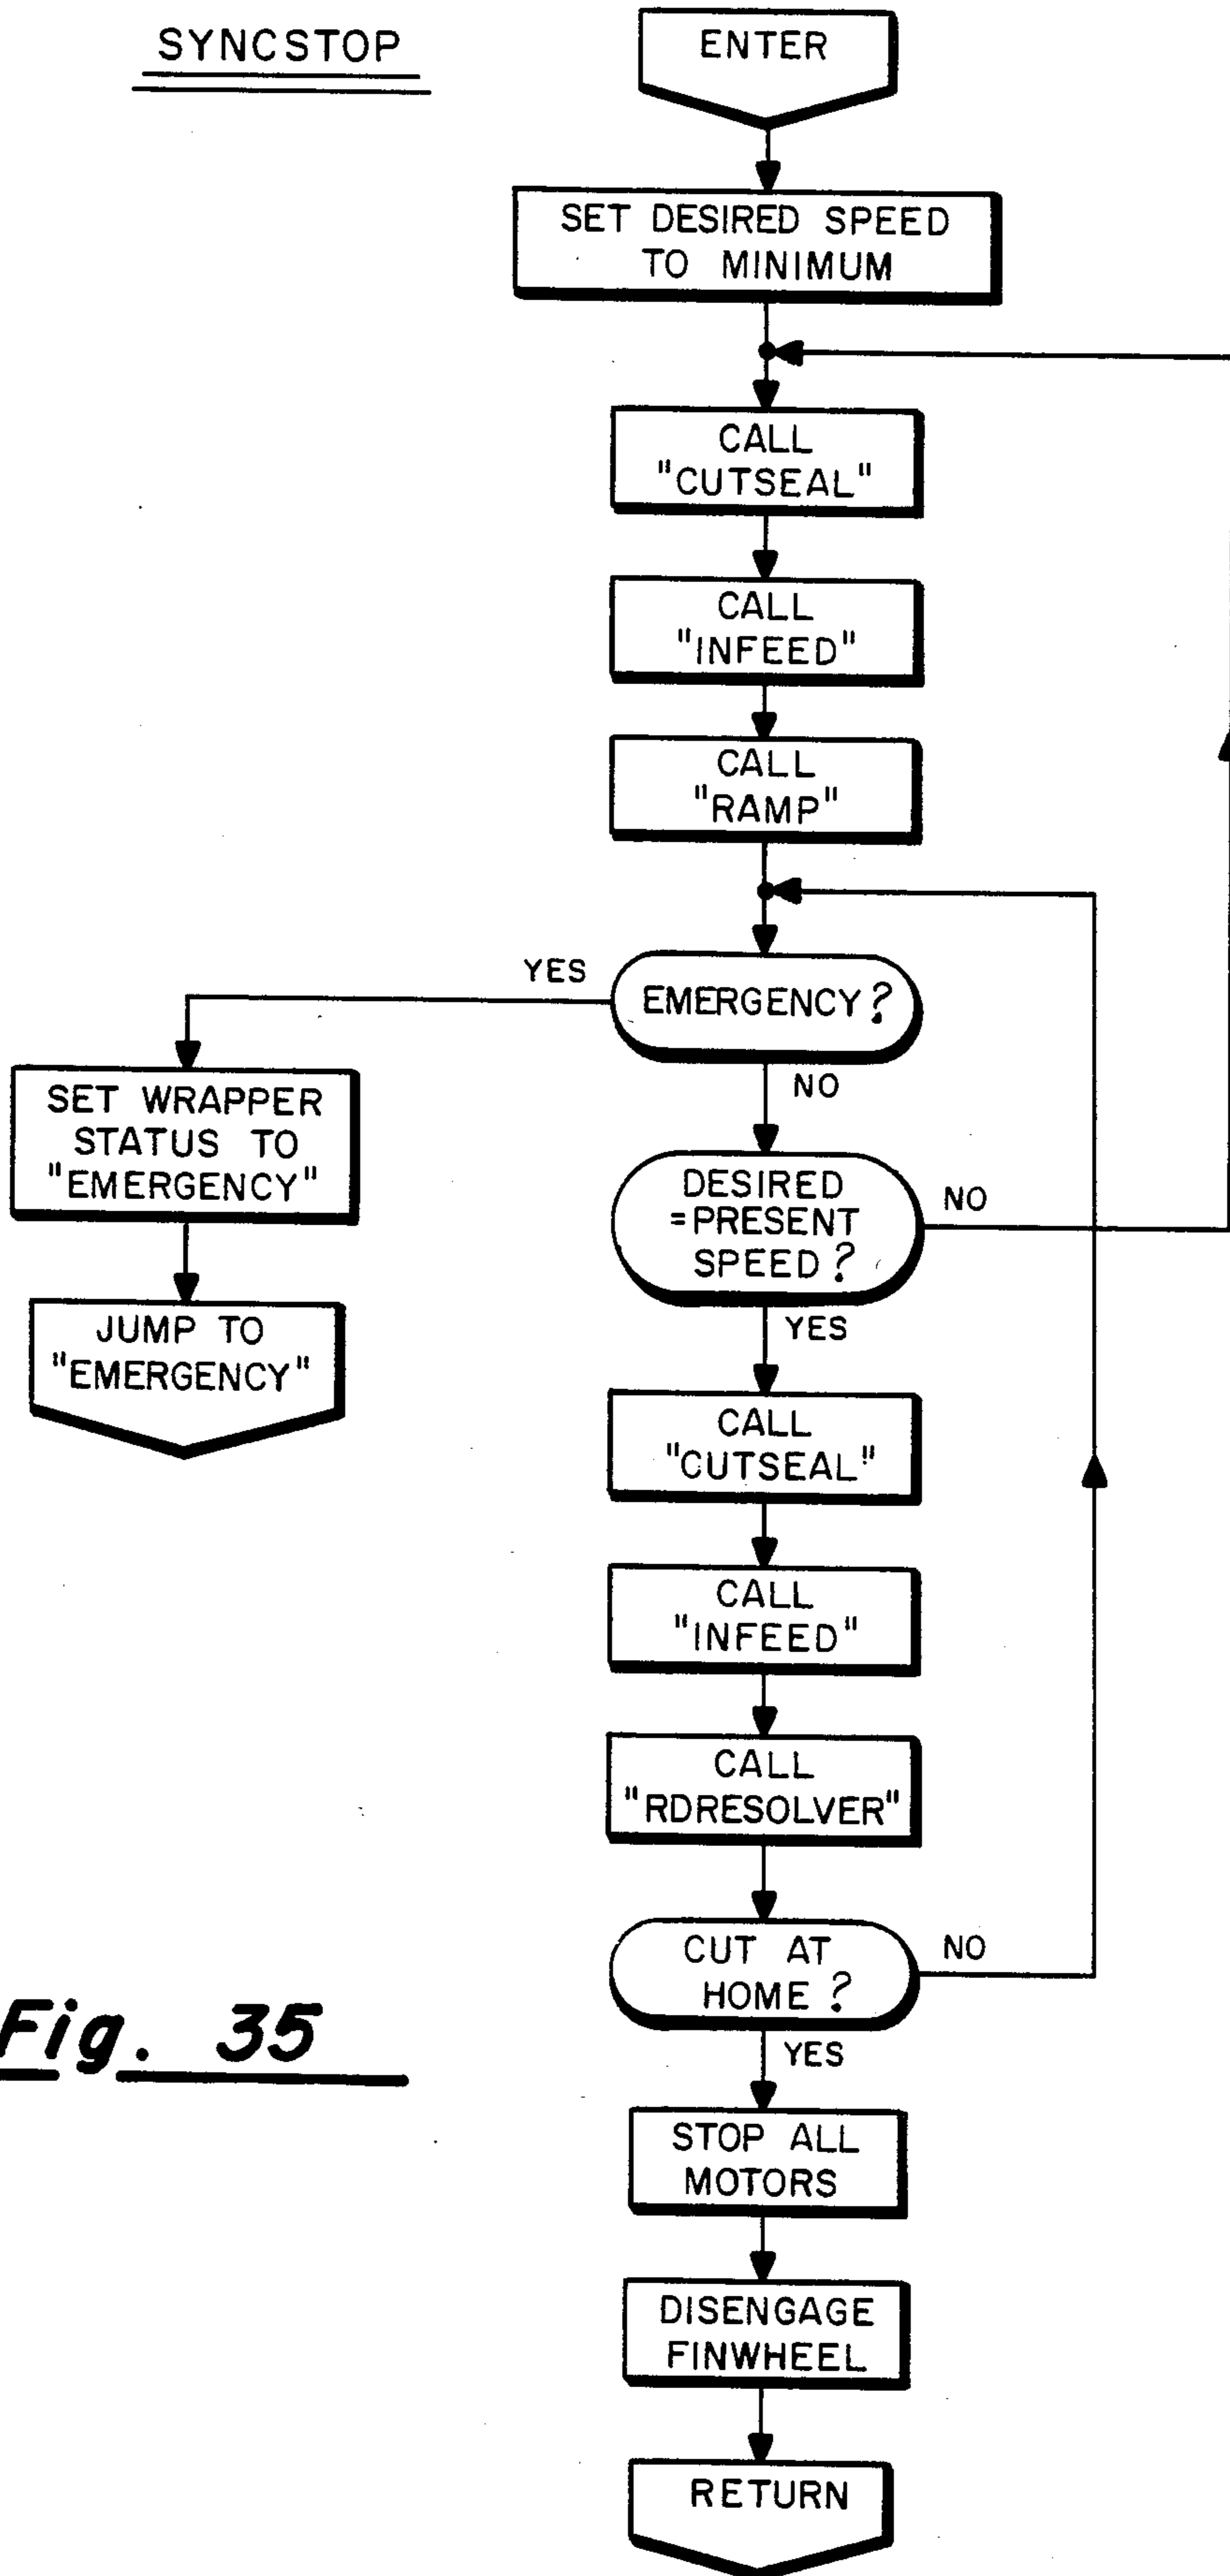 SYNCSTOP
ENTER
SET DESIRED SPEED
TO MINIMUM
CALL
"CUTSEAL"
CALL
"INFEED"
CALL
"RAMP"
YES
EMERGENCY?
NO
SET WRAPPER
STATUS TO
"EMERGENCY"
JUMP TO
"EMERGENCY"
DESIRED
=PRESENT
SPEED?
NO
YES
CALL
"CUTSEAL"
CALL
"INFEED"
CALL
"RDRESOLVER"
CUT AT
HOME?
NO
YES
STOP ALL
MOTORS
DISENGAGE
FINWHEEL
RETURN
Fig. 35